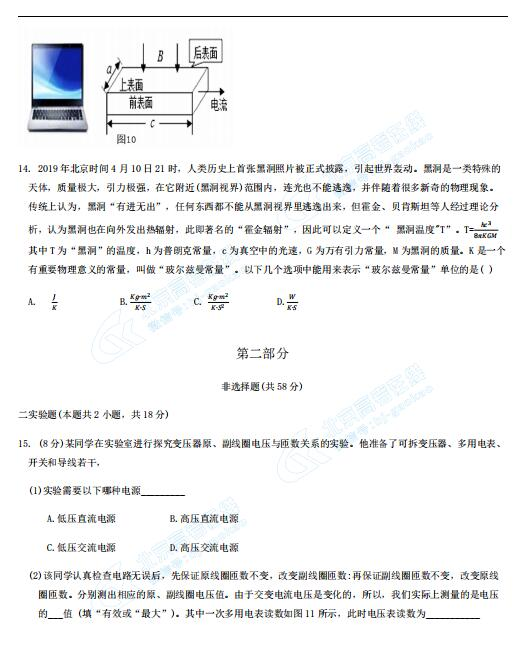 后表面
B
a
上表面
前表面
电流
c
图10
14. 2019年北京时间4月10日21时，人类历史上首张黑洞照片被正式披露，引起世界轰动。黑洞是一类特殊的
天体，质量极大，引力极强，在它附近(黑洞视界)范围内，连光也不能逃逸，并伴随着很多新奇的物理现象。
传统上认为，黑洞“有进无出”，任何东西都不能从黑洞视界里逃逸出来，但霍金、贝肯斯坦等人经过理论分
析，认为黑洞也在向外发出热辐射，此即著名的“霍金辐射”，因此可以定义一个“ 黑洞温度"T”。T=hc³/8πKGM
其中T为“黑洞”的温度，h为普朗克常量，c为真空中的光速，G为万有引力常量，M为黑洞的质量。K是一个
有重要物理意义的常量，叫做“玻尔兹曼常量”。以下几个选项中能用来表示“玻尔兹曼常量”单位的是( )
A. J/K B. Kg·m²/K·S C. Kg·m²/K·S² D. W/K·S
第二部分
非选择题(共58分)
二实验题(本题共2小题，共18分)
15. (8分)某同学在实验室进行探究变压器原、副线圈电压与匝数关系的实验。他准备了可拆变压器、多用电表、
开关和导线若干，
(1)实验需要以下哪种电源_________
A.低压直流电源 B.高压直流电源
C.低压交流电源 D.高压交流电源
(2)该同学认真检查电路无误后，先保证原线圈匝数不变，改变副线圈匝数:再保证副线圈匝数不变，改变原线
圈匝数。分别测出相应的原、副线圈电压值。由于交变电流电压是变化的，所以，我们实际上测量的是电压
的___值 (填“有效或“最大”)。其中一次多用电表读数如图11所示，此时电压表读数为___________